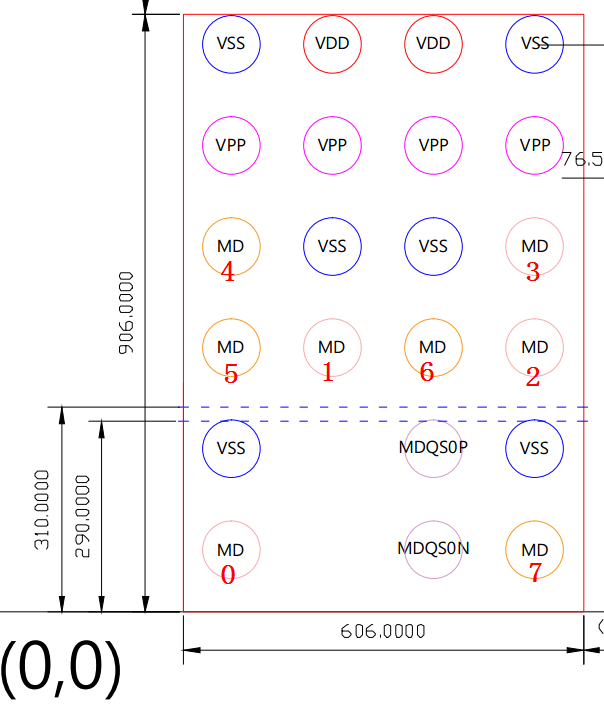 VSS VDD VDD VSS
VPP VPP VPP VPP
76.5
MD VSS VSS MD
4 3
906.0000
MD MD MD MD
5 1 6 2
VSS MDQS0P VSS
310.0000
290.0000
MD MDQS0N MD
0 7
606.0000
(0,0)